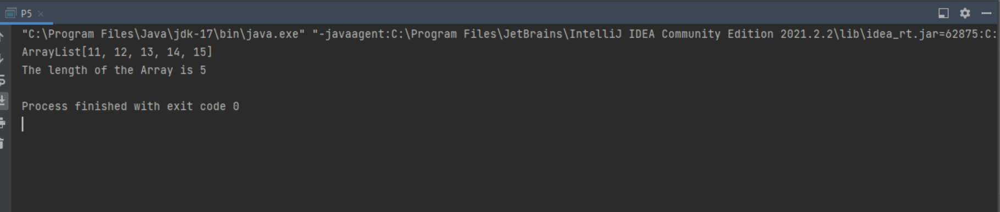 P5
"C:\Program Files\Java\jdk-17\bin\java.exe" "-javaagent:C:\Program Files\JetBrains\IntelliJ IDEA Community Edition 2021.2.2\lib\idea_rt.jar=62875:C:
ArrayList[11, 12, 13, 14, 15]
The length of the Array is 5
Process finished with exit code 0